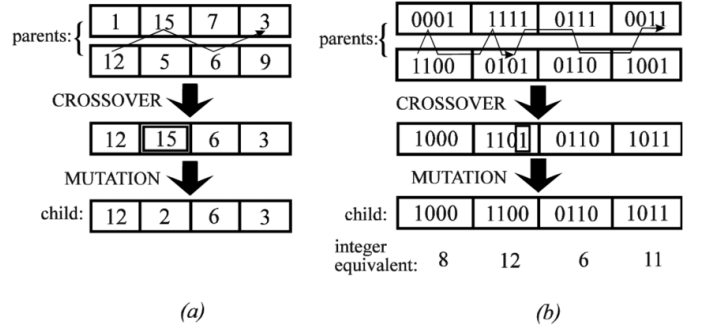 parents:{ 1 15 7 3
12 5 6 9
CROSSOVER
12 15 6 3
MUTATION
child: 12 2 6 3
(a)
parents:{ 0001 1111 0111 0011
1100 0101 0110 1001
CROSSOVER
1000 1101 0110 1011
MUTATION
child: 1000 1100 0110 1011
integer
equivalent: 8 12 6 11
(b)